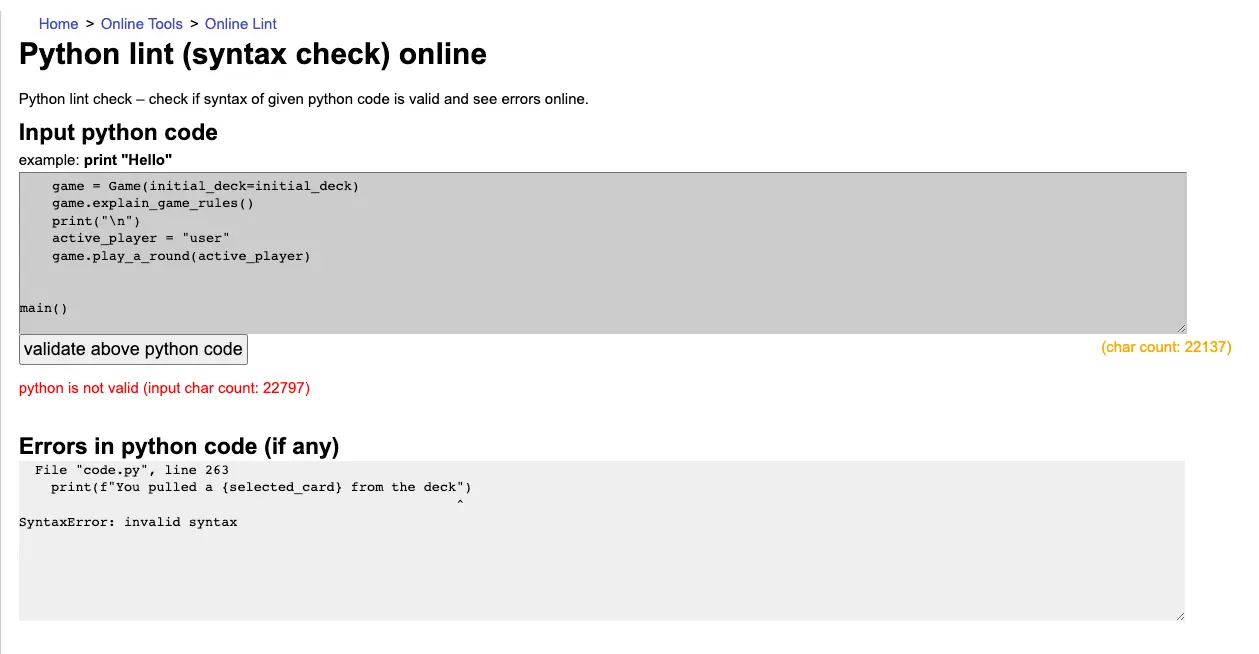 Home > Online Tools > Online Lint
Python lint (syntax check) online
Python lint check – check if syntax of given python code is valid and see errors online.
Input python code
example: print "Hello"
    game = Game(initial_deck=initial_deck)
    game.explain_game_rules()
    print("\n")
    active_player = "user"
    game.play_a_round(active_player)
main()
validate above python code
(char count: 22137)
python is not valid (input char count: 22797)
Errors in python code (if any)
  File "code.py", line 263
    print(f"You pulled a {selected_card} from the deck")
                                                      ^
SyntaxError: invalid syntax